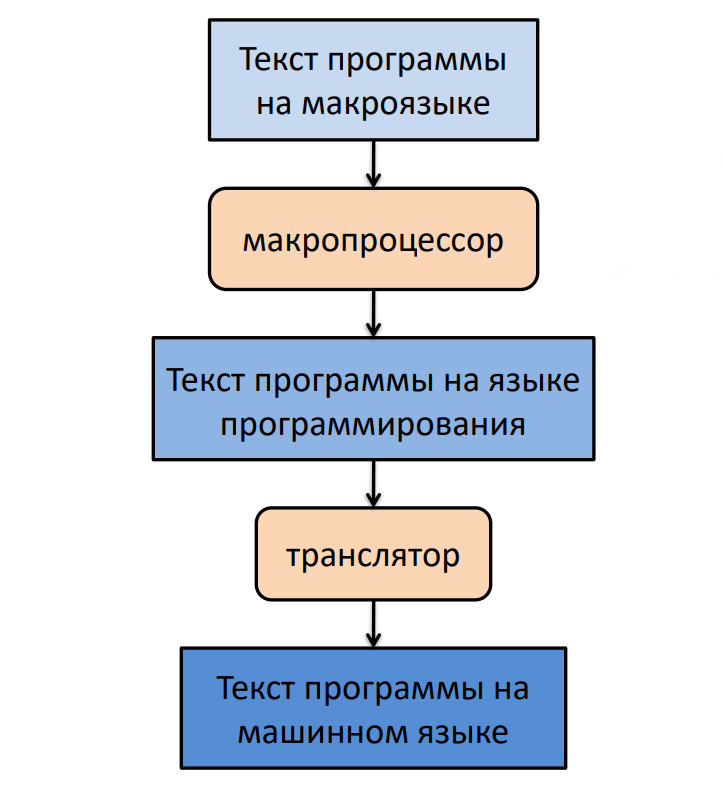 Текст программы
на макроязыке
макропроцессор
Текст программы на языке
программирования
транслятор
Текст программы на
машинном языке